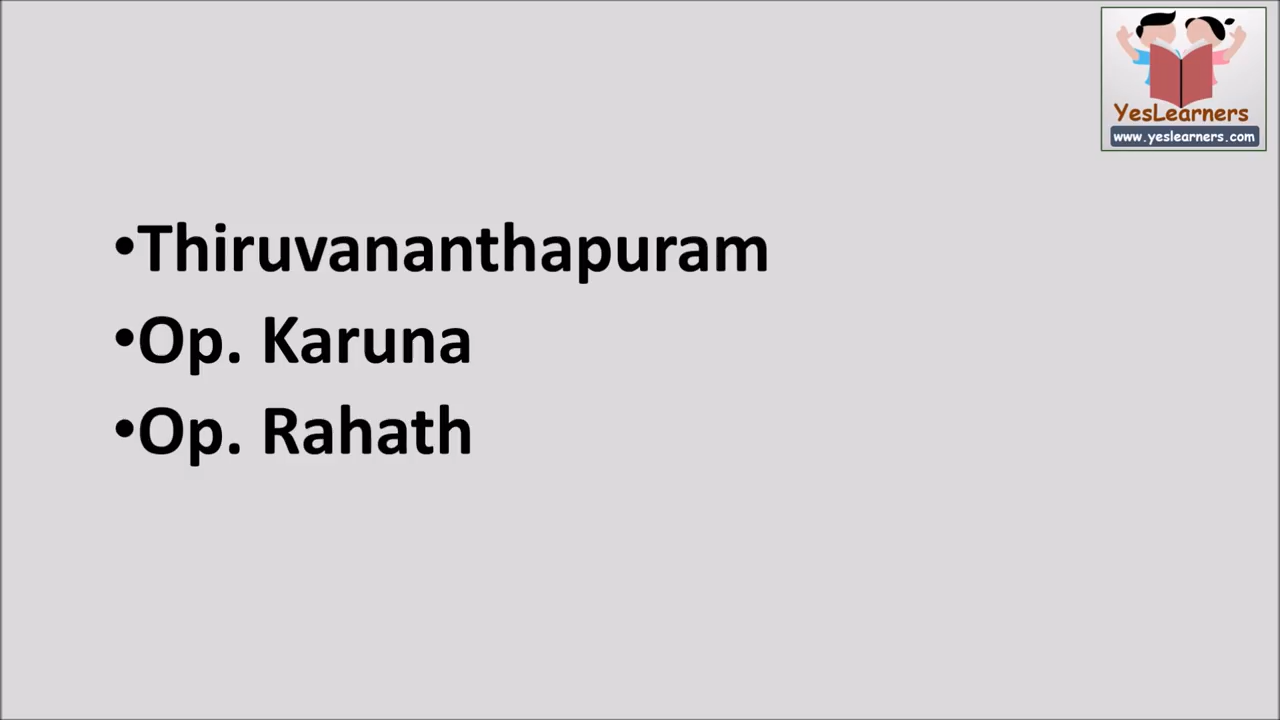 YesLearners
www.yeslearners.com
•Thiruvananthapuram
•Op. Karuna
•Op. Rahath